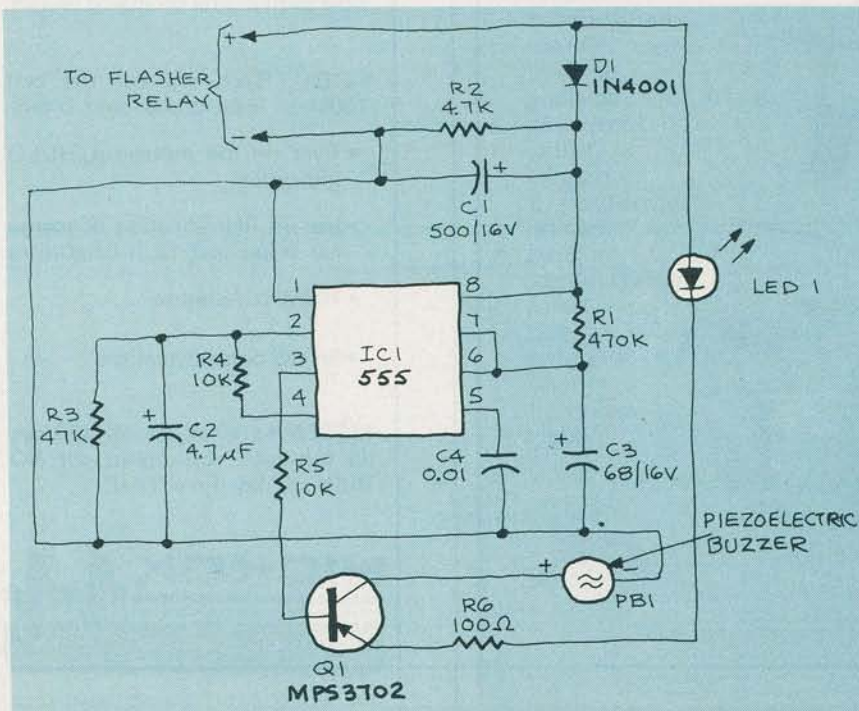 +
TO FLASHER
RELAY
−
D1
1N4001
R2
4.7K
+
C1
500/16V
LED 1
1
2
3
4
8
7
6
5
IC1
555
R1
470K
R4
10K
R3
47K
+
C2
4.7μF
R5
10K
C4
0.01
+
C3
68/16V
PIEZOELECTRIC
BUZZER
+
−
PB1
R6
100Ω
Q1
MPS3702